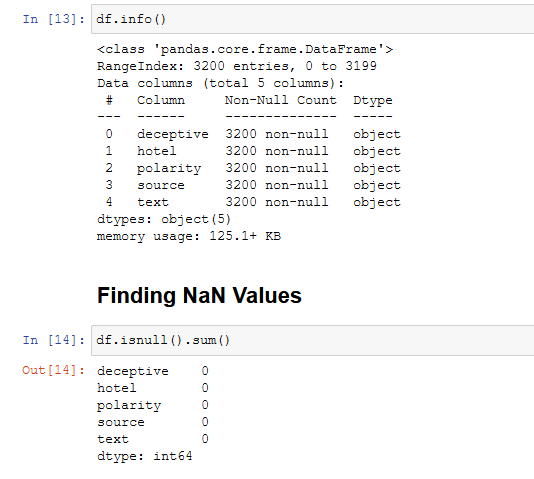 In [13]: df.info()
<class 'pandas.core.frame.DataFrame'>
RangeIndex: 3200 entries, 0 to 3199
Data columns (total 5 columns):
 #   Column     Non-Null Count  Dtype
---  ------     --------------  -----
 0   deceptive  3200 non-null   object
 1   hotel      3200 non-null   object
 2   polarity   3200 non-null   object
 3   source     3200 non-null   object
 4   text       3200 non-null   object
dtypes: object(5)
memory usage: 125.1+ KB
Finding NaN Values
In [14]: df.isnull().sum()
Out[14]: deceptive    0
hotel        0
polarity     0
source       0
text         0
dtype: int64